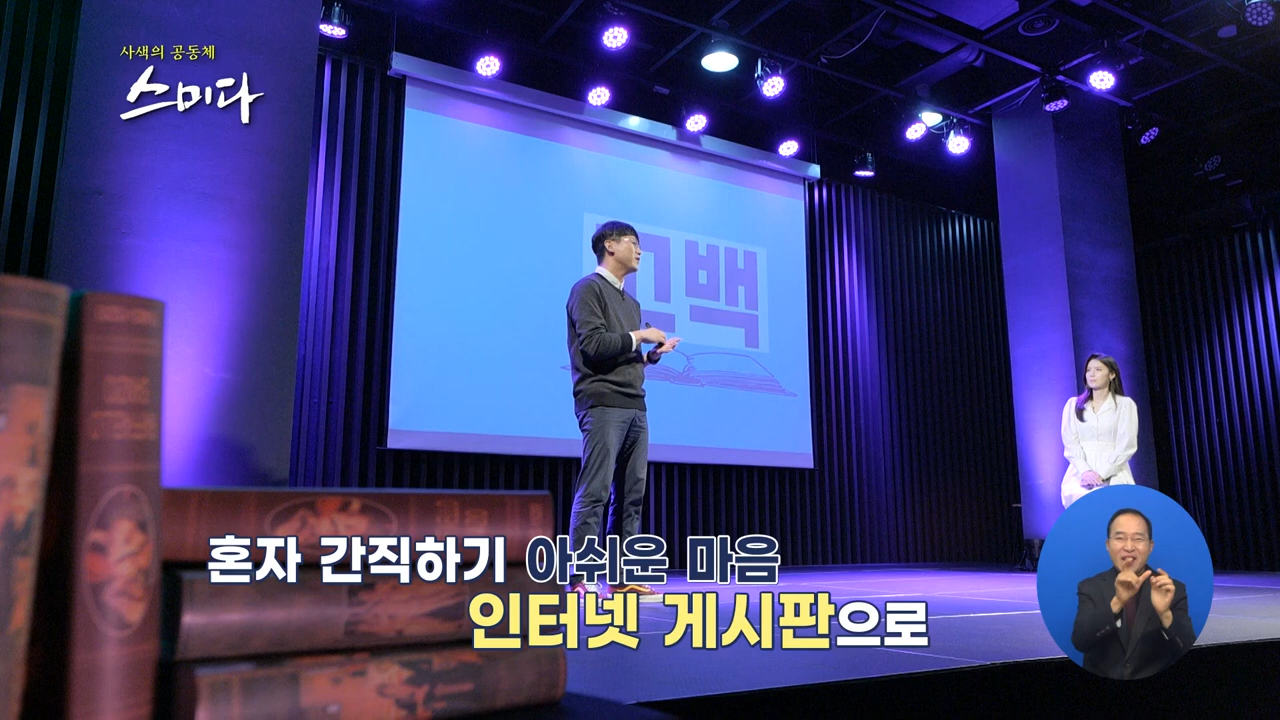 사색의 공동체
스미다
백
혼자 간직하기 아쉬운 마음
인터넷 게시판으로